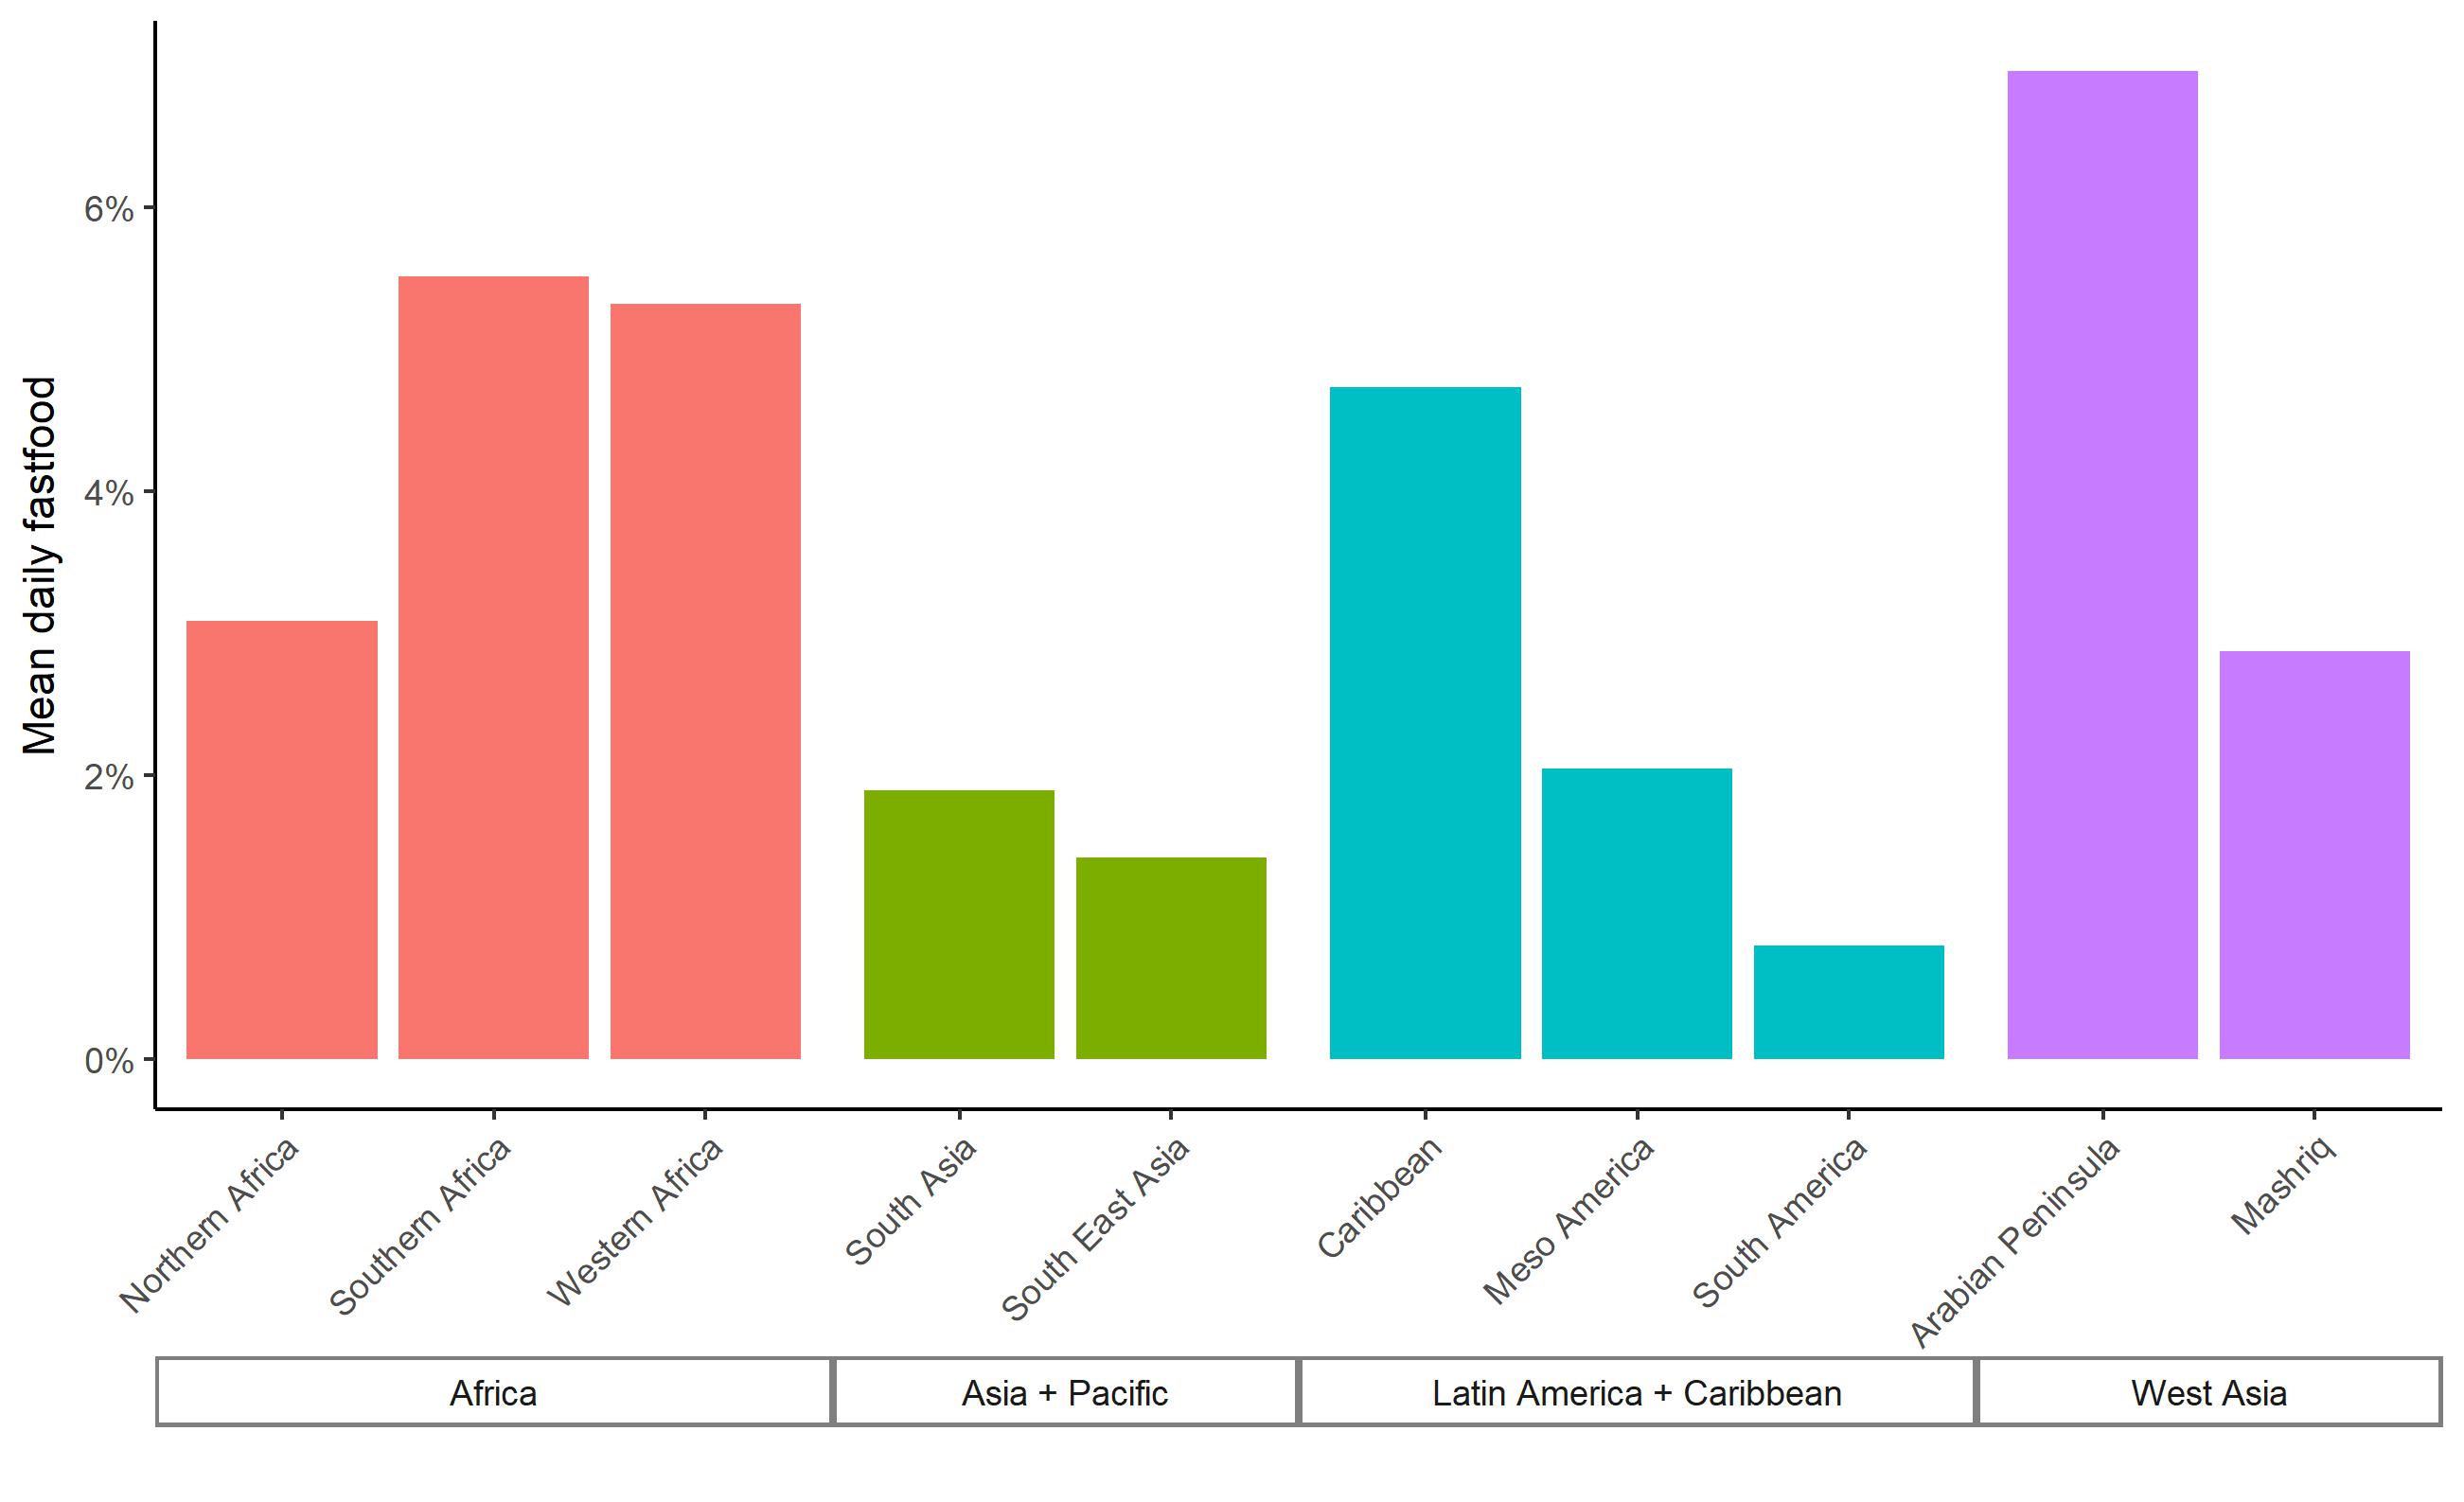 Mean daily fastfood
6%
4%
2%
0%
Northern Africa
Southern Africa
Western Africa
South Asia
South East Asia
Caribbean
Meso America
South America
Arabian Peninsula
Mashriq
Africa
Asia + Pacific
Latin America + Caribbean
West Asia